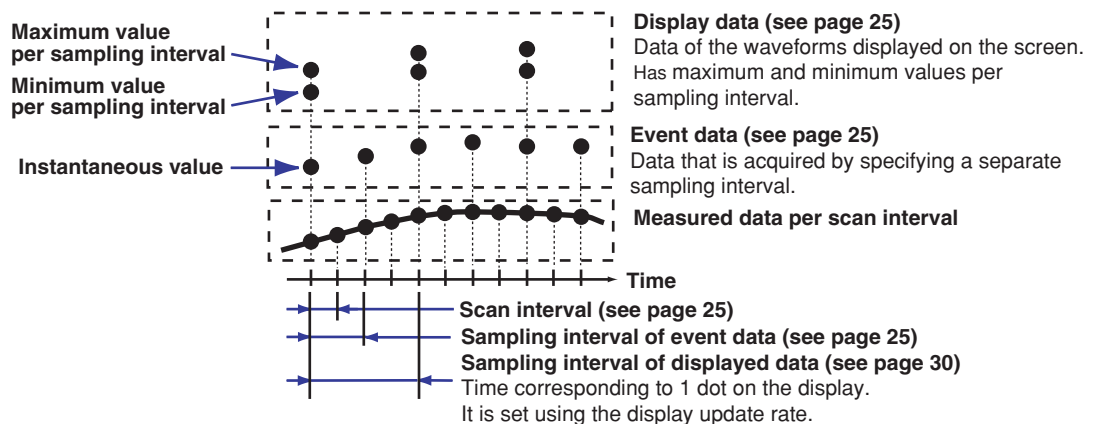 Maximum value
per sampling interval
Minimum value
per sampling interval
Instantaneous value
Display data (see page 25)
Data of the waveforms displayed on the screen.
Has maximum and minimum values per
sampling interval.
Event data (see page 25)
Data that is acquired by specifying a separate
sampling interval.
Measured data per scan interval
Time
Scan interval (see page 25)
Sampling interval of event data (see page 25)
Sampling interval of displayed data (see page 30)
Time corresponding to 1 dot on the display.
It is set using the display update rate.